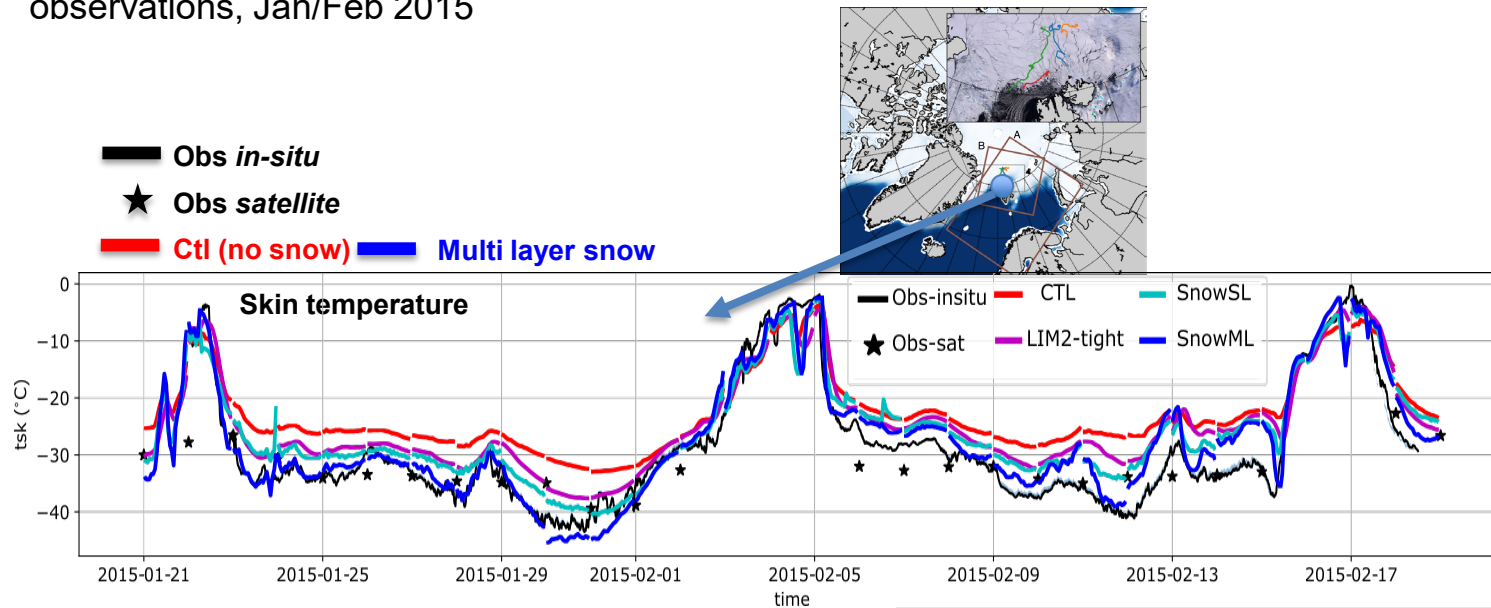 observations, Jan/Feb 2015
A
B
Obs in-situ
Obs satellite
Ctl (no snow) Multi layer snow
Skin temperature
Obs-insitu CTL SnowSL
Obs-sat LIM2-tight SnowML
0
−10
−20
−30
−40
tsk (°C)
2015-01-21 2015-01-25 2015-01-29 2015-02-01 2015-02-05 2015-02-09 2015-02-13 2015-02-17
time